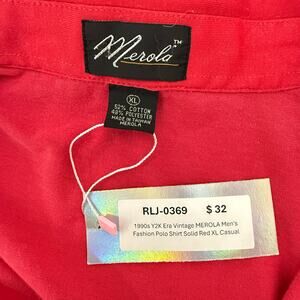 Merola™
XL
52% COTTON
48% POLYESTER
MADE IN TAIWAN
MEROLA
RLJ-0369 $32
1990s Y2K Era Vintage MEROLA Men's
Fashion Polo Shirt Solid Red XL Casual